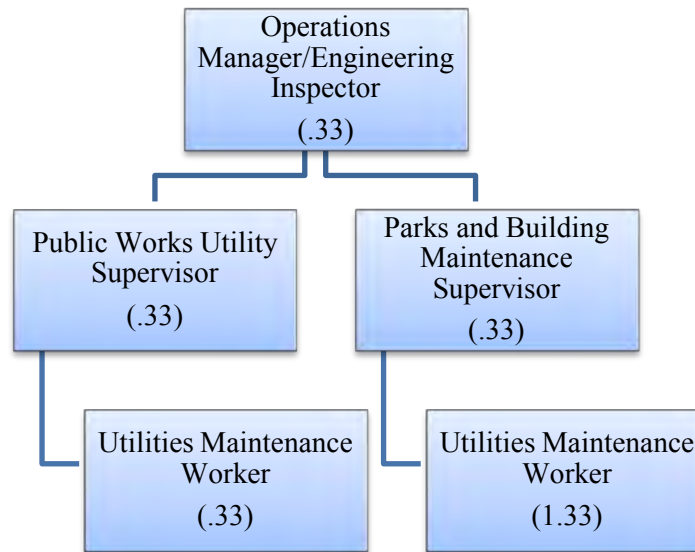 Operations
Manager/Engineering
Inspector
(.33)
Public Works Utility
Supervisor
(.33)
Parks and Building
Maintenance
Supervisor
(.33)
Utilities Maintenance
Worker
(.33)
Utilities Maintenance
Worker
(1.33)